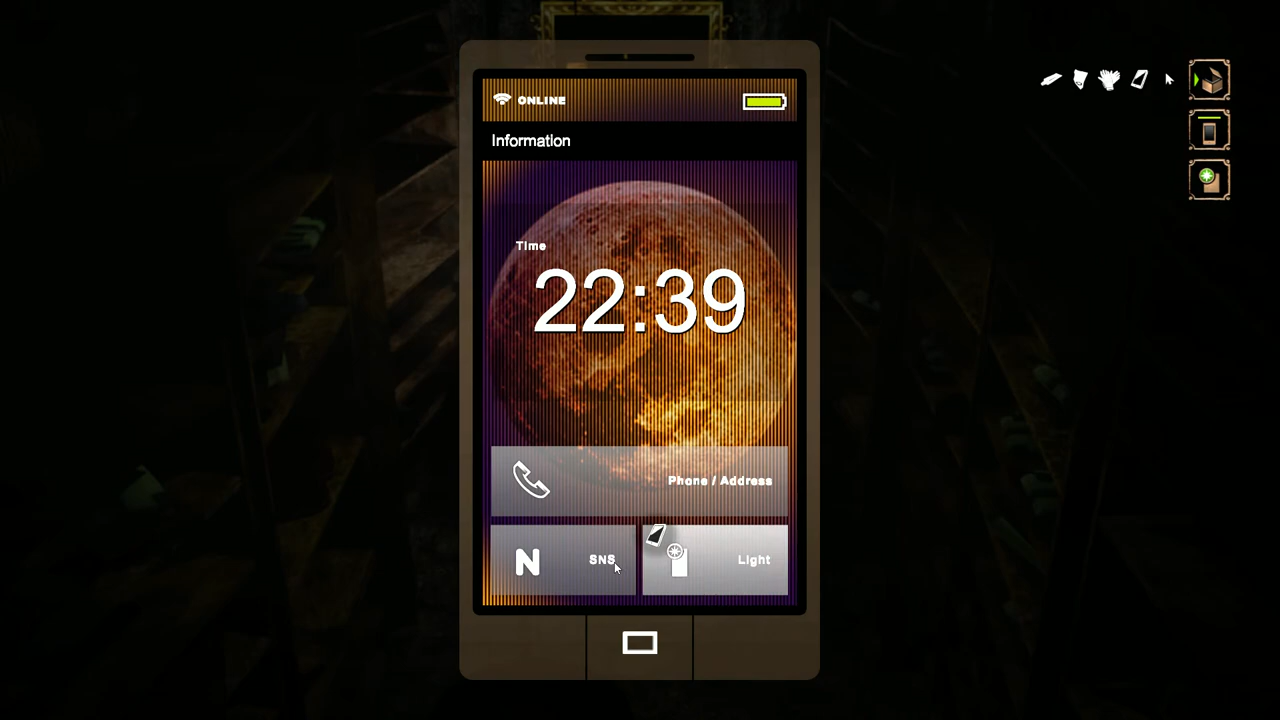 ONLINE
Information
Time
22:39
Phone / Address
N SNS
Light